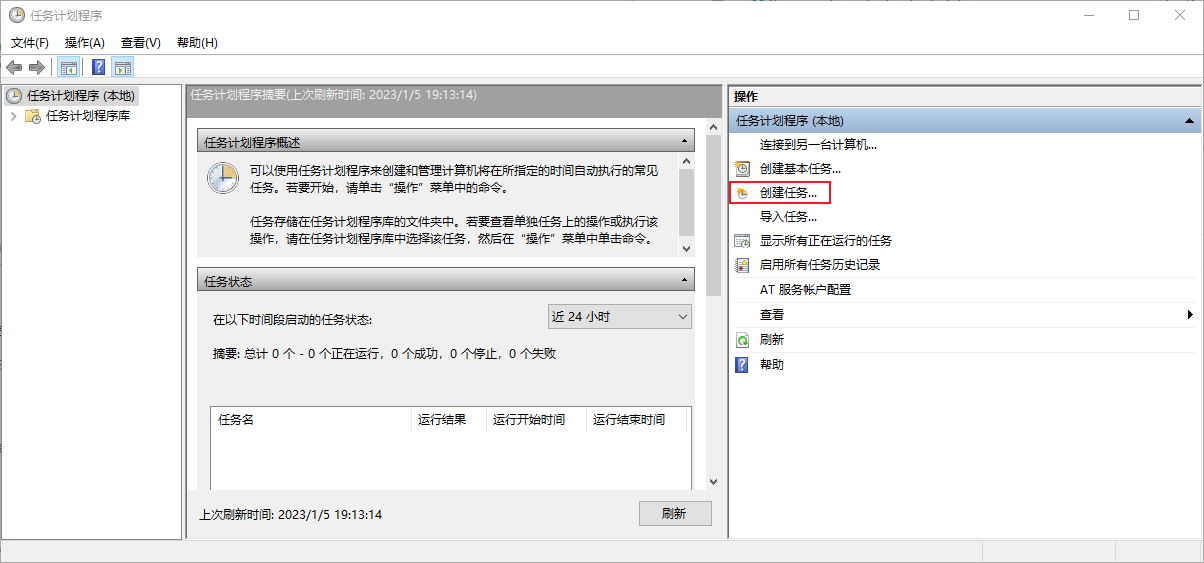 任务计划程序
文件(F) 操作(A) 查看(V) 帮助(H)
任务计划程序 (本地)
任务计划程序库
任务计划程序摘要(上次刷新时间: 2023/1/5 19:13:14)
任务计划程序概述
可以使用任务计划程序来创建和管理计算机将在所指定的时间自动执行的常见
任务。若要开始，请单击“操作”菜单中的命令。
任务存储在任务计划程序库的文件夹中。若要查看单独任务上的操作或执行该
操作，请在任务计划程序库中选择该任务，然后在“操作”菜单中单击命令。
任务状态
在以下时间段启动的任务状态:
近 24 小时
摘要: 总计 0 个 - 0 个正在运行，0 个成功，0 个停止，0 个失败
任务名 运行结果 运行开始时间 运行结束时间
上次刷新时间: 2023/1/5 19:13:14
刷新
操作
任务计划程序 (本地)
连接到另一台计算机...
创建基本任务...
创建任务...
导入任务...
显示所有正在运行的任务
启用所有任务历史记录
AT 服务帐户配置
查看
刷新
帮助